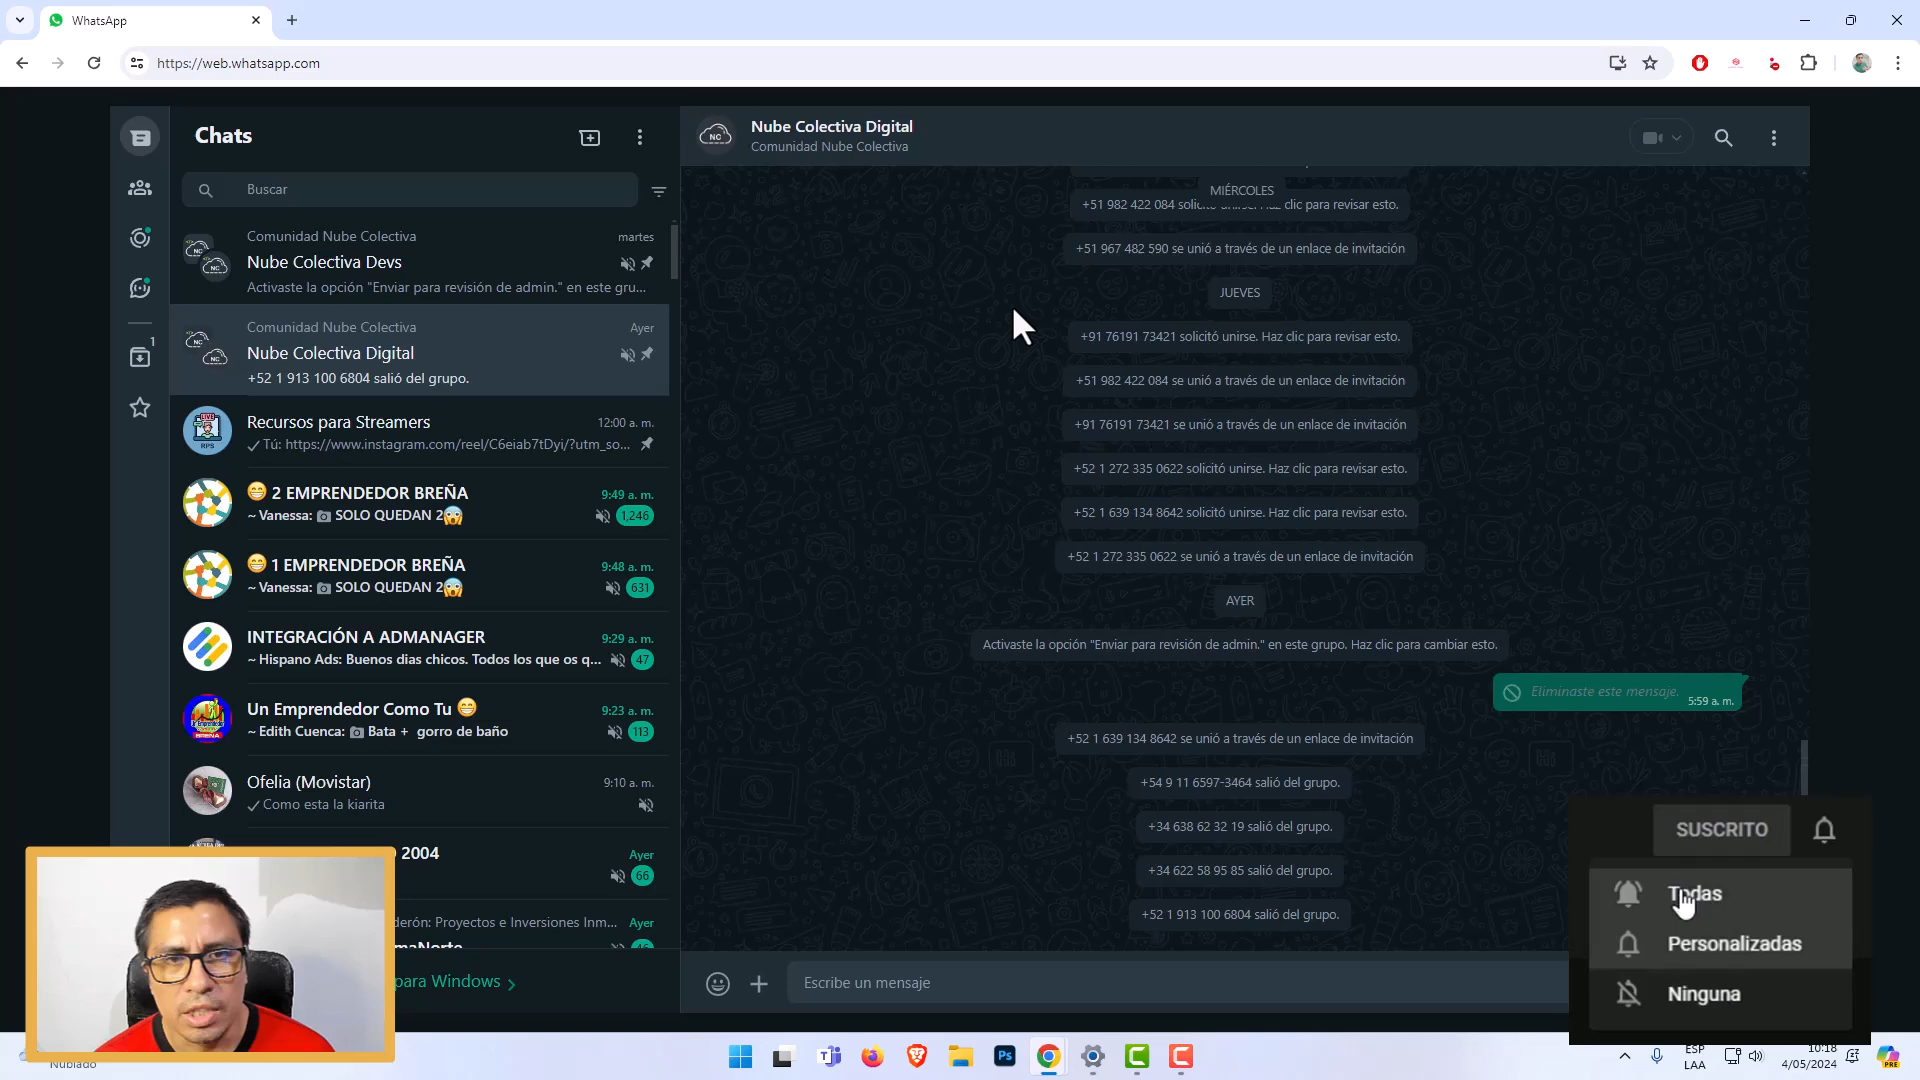 WhatsApp
https://web.whatsapp.com
Chats
Buscar
Comunidad Nube Colectiva
martes
Nube Colectiva Devs
Activaste la opción "Enviar para revisión de admin." en este gru...
Comunidad Nube Colectiva
Ayer
Nube Colectiva Digital
+52 1 913 100 6804 salió del grupo.
1
Recursos para Streamers
12:00 a. m.
Tú: https://www.instagram.com/reel/C6eiab7tDyi/?utm_so...
2 EMPRENDEDOR BREÑA
9:49 a. m.
~ Vanessa: SOLO QUEDAN 2
1,246
1 EMPRENDEDOR BREÑA
9:48 a. m.
~ Vanessa: SOLO QUEDAN 2
631
INTEGRACIÓN A ADMANAGER
9:29 a. m.
~ Hispano Ads: Buenos dias chicos. Todos los que os q...
47
Un Emprendedor Como Tu
9:23 a. m.
~ Edith Cuenca: Bata + gorro de baño
113
Ofelia (Movistar)
9:10 a. m.
Como esta la kiarita
2004
Ayer
66
derón: Proyectos e Inversiones Inm...
Ayer
maNorte
para Windows
NC
Nube Colectiva Digital
Comunidad Nube Colectiva
MIÉRCOLES
+51 982 422 084 solicitó unirse. Haz clic para revisar esto.
+51 967 482 590 se unió a través de un enlace de invitación
JUEVES
+91 76191 73421 solicitó unirse. Haz clic para revisar esto.
+51 982 422 084 se unió a través de un enlace de invitación
+91 76191 73421 se unió a través de un enlace de invitación
+52 1 272 335 0622 solicitó unirse. Haz clic para revisar esto.
+52 1 639 134 8642 solicitó unirse. Haz clic para revisar esto.
+52 1 272 335 0622 se unió a través de un enlace de invitación
AYER
Activaste la opción "Enviar para revisión de admin." en este grupo. Haz clic para cambiar esto.
Eliminaste este mensaje.
5:59 a. m.
+52 1 639 134 8642 se unió a través de un enlace de invitación
+54 9 11 6597-3464 salió del grupo.
+34 638 62 32 19 salió del grupo.
+34 622 58 95 85 salió del grupo.
+52 1 913 100 6804 salió del grupo.
Escribe un mensaje
SUSCRITO
Todas
Personalizadas
Ninguna
Nublado
Ps
ESP
LAA
10:18
4/05/2024
PRE